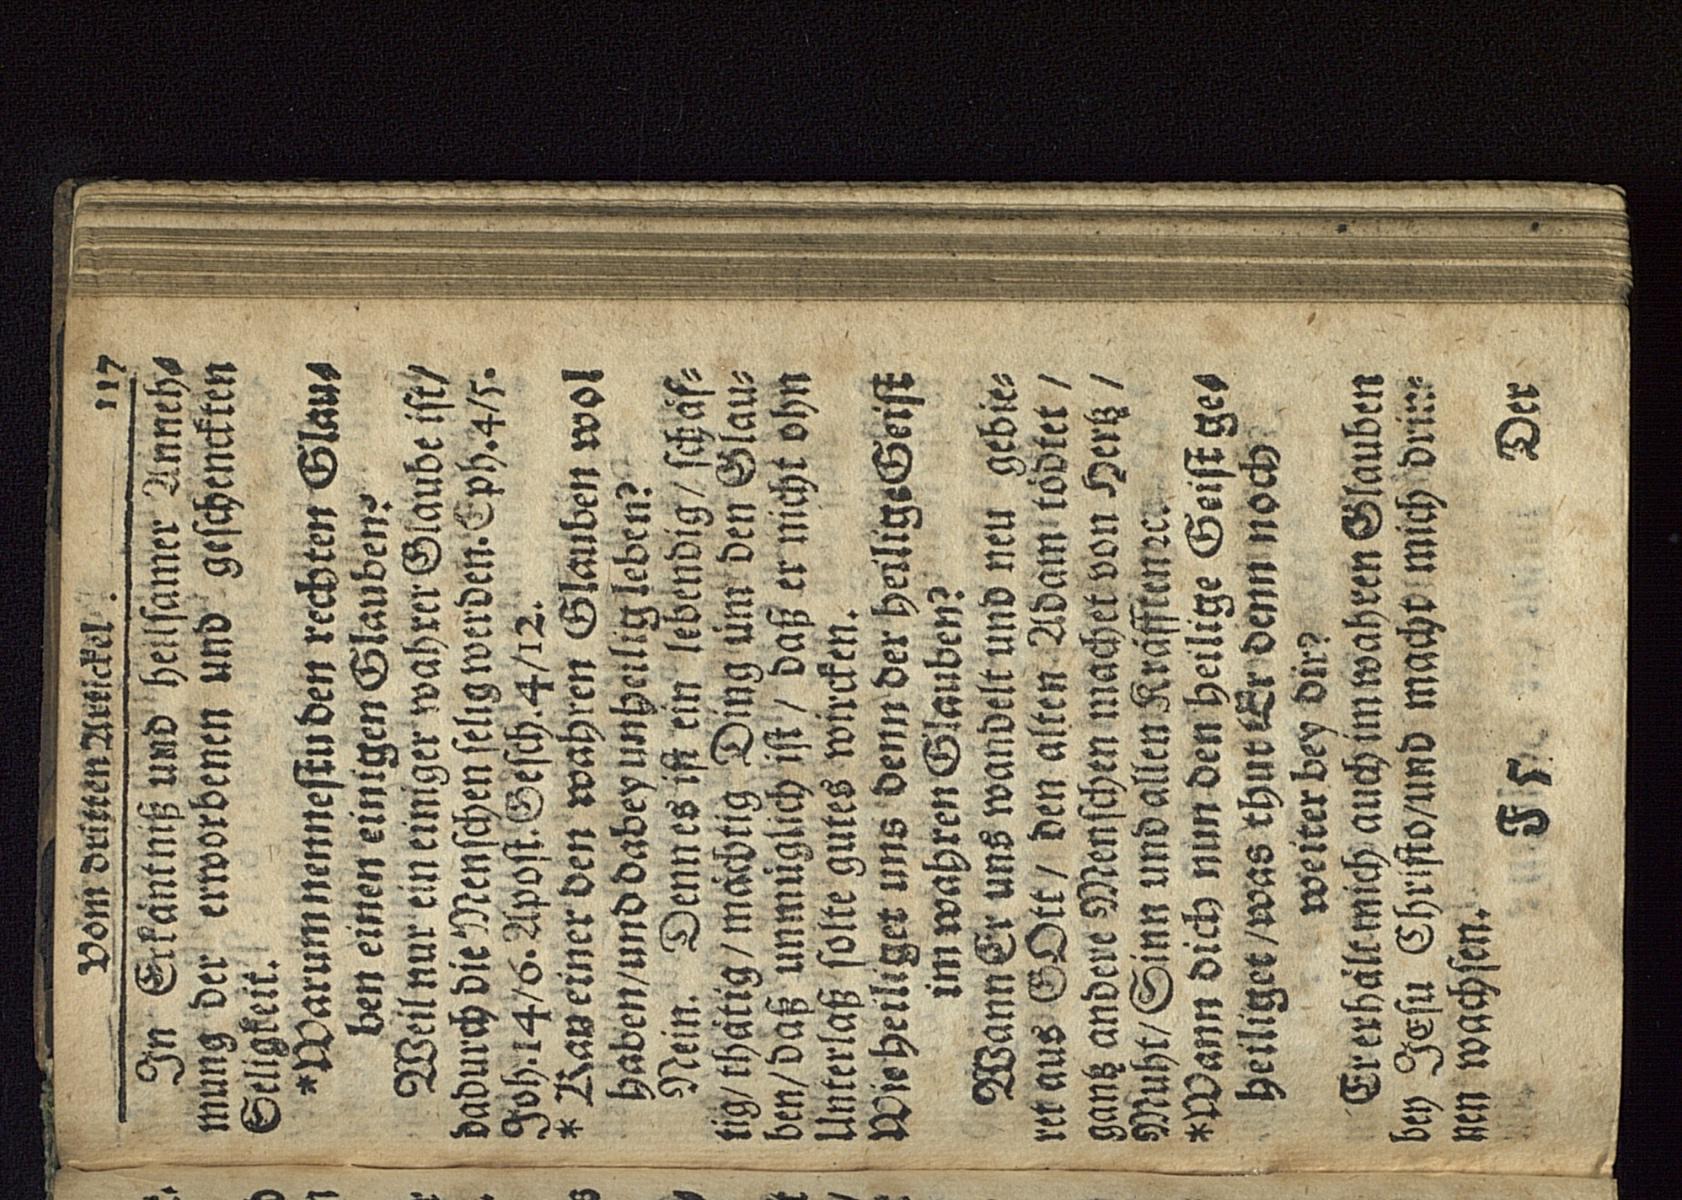 Vom dritten Artickel. 117
In Erkäntniß und heilsamer Anneh⸗
mung der erworbenen und geschenckten
Seligkeit.
*Warum nennestu den rechten Glau⸗
ben einen einigen Glauben?
Weil nur ein einiger wahrer Glaube ist/
dadurch die Menschen selig werden. Eph. 4/5.
Joh. 14/6. Apost. Gesch. 4/12.
* Kan einer den wahren Glauben wol
haben/ und dabey unheilig leben?
Nein. Denn es ist ein lebendig/ schäf⸗
tig/ thätig/ mächtig Ding üm den Glau⸗
ben/ daß unmüglich ist/ daß er nicht ohn
Unterlaß solte gutes wircken.
Wie heiliget uns denn der heilige Geist
im wahren Glauben?
Wann Er uns wandelt und neu gebie⸗
ret aus GOtt/ den alten Adam tödtet/
gantz andere Menschen machet von Hertz/
Muht/ Sinn und allen Kräfften ꝛc.
*Wann dich nun den heilige Geist ge⸗
heiliget/ was thut Er denn noch
weiter bey dir?
Er erhält mich auch im wahren Glauben
bey JEsu Christo/ und macht mich drin⸗
nen wachsen.
F 5 Der